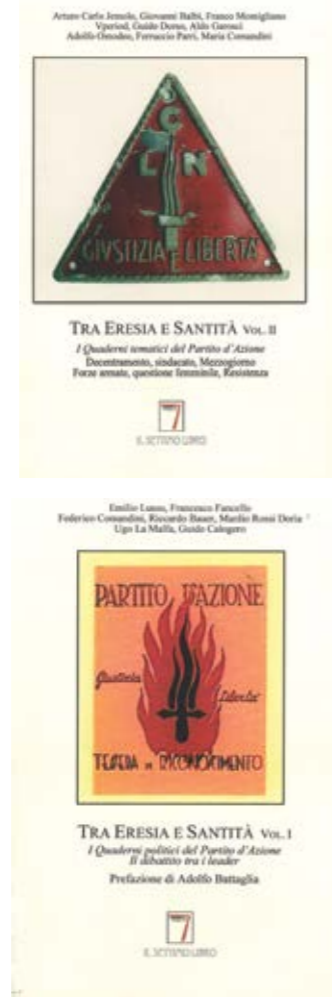 Arturo Carlo Jemolo, Giovanni Balbi, Franco Momigliano
Vperiod, Guido Dorso, Aldo Garosci
Adolfo Omodeo, Ferruccio Parri, Maria Comandini
C
L N
GIVSTIZIA E LIBERTA'
TRA ERESIA E SANTITÀ VOL. II
I Quaderni tematici del Partito d'Azione
Decentramento, sindacato, Mezzogiorno
Forze armate, questione femminile, Resistenza
7
IL SETTIMO LIBRO
Emilio Lussu, Francesco Fancello
Federico Comandini, Riccardo Bauer, Manlio Rossi Doria
Ugo La Malfa, Guido Calogero
PARTITO D'AZIONE
Giustizia Libertà
TESSERA DI RICONOSCIMENTO
TRA ERESIA E SANTITÀ VOL. I
I Quaderni politici del Partito d'Azione
Il dibattito tra i leader
Prefazione di Adolfo Battaglia
7
IL SETTIMO LIBRO